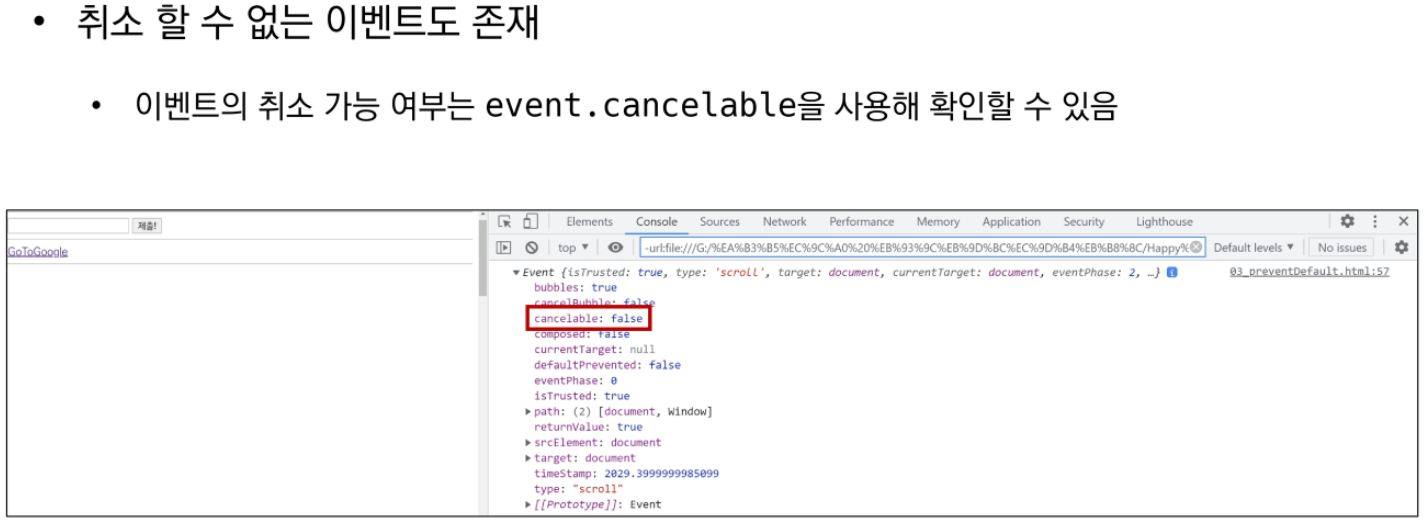 • 취소 할 수 없는 이벤트도 존재
• 이벤트의 취소 가능 여부는 event.cancelable을 사용해 확인할 수 있음
제출!
GoToGoogle
Elements Console Sources Network Performance Memory Application Security Lighthouse
top ▼ -url:file:///G:/%EA%B3%B5%EC%9C%A0%20%EB%93%9C%EB%9D%BC%EC%9D%B4%EB%B8%8C/Happy% Default levels ▼ No issues
▼Event {isTrusted: true, type: 'scroll', target: document, currentTarget: document, eventPhase: 2, …} 03_preventDefault.html:57
bubbles: true
cancelBubble: false
cancelable: false
composed: false
currentTarget: null
defaultPrevented: false
eventPhase: 0
isTrusted: true
▶path: (2) [document, Window]
returnValue: true
▶srcElement: document
▶target: document
timeStamp: 2029.3999999985099
type: "scroll"
▶[[Prototype]]: Event